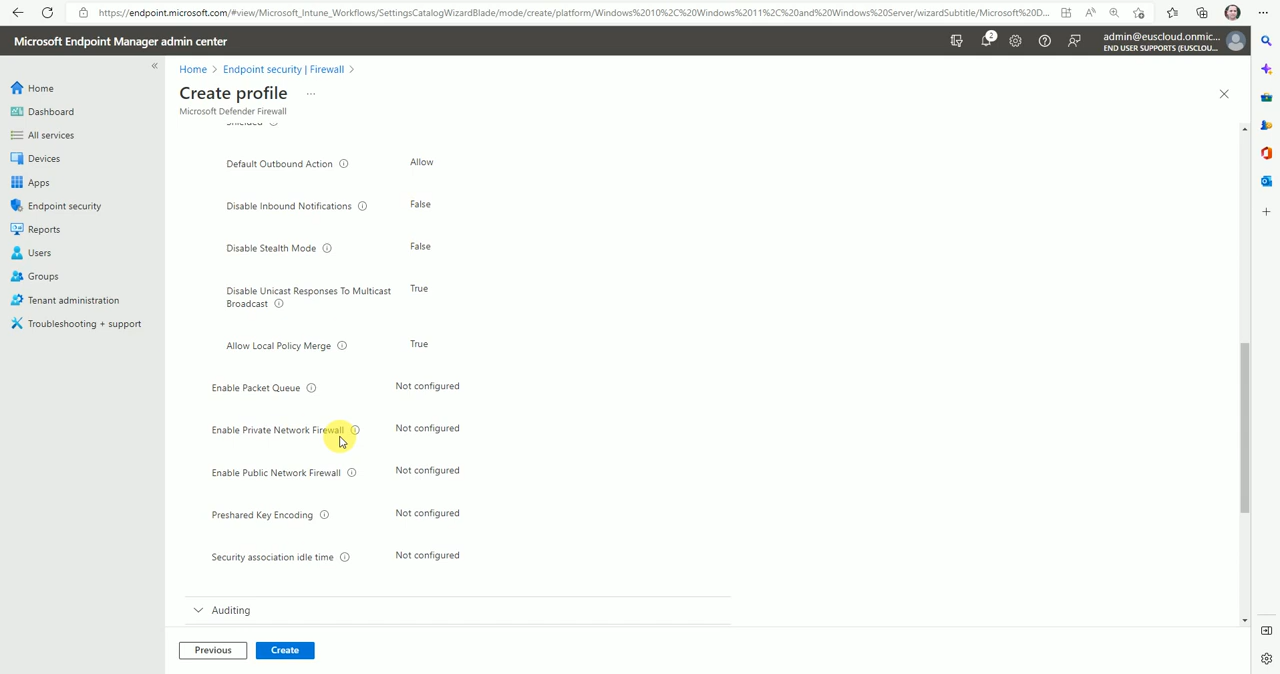 https://endpoint.microsoft.com/#view/Microsoft_Intune_Workflows/SettingsCatalogWizardBlade/mode/create/platform/Windows%2010%2C%20Windows%2011%2C%20and%20Windows%20Server/wizardSubtitle/Microsoft%20D...
Microsoft Endpoint Manager admin center
2
admin@euscloud.onmic...
END USER SUPPORTS (EUSCLOU...
Home
Dashboard
All services
Devices
Apps
Endpoint security
Reports
Users
Groups
Tenant administration
Troubleshooting + support
Home > Endpoint security | Firewall >
Create profile ...
Microsoft Defender Firewall
Shielded
Default Outbound Action Allow
Disable Inbound Notifications False
Disable Stealth Mode False
Disable Unicast Responses To Multicast True
Broadcast
Allow Local Policy Merge True
Enable Packet Queue Not configured
Enable Private Network Firewall Not configured
Enable Public Network Firewall Not configured
Preshared Key Encoding Not configured
Security association idle time Not configured
Auditing
Previous Create